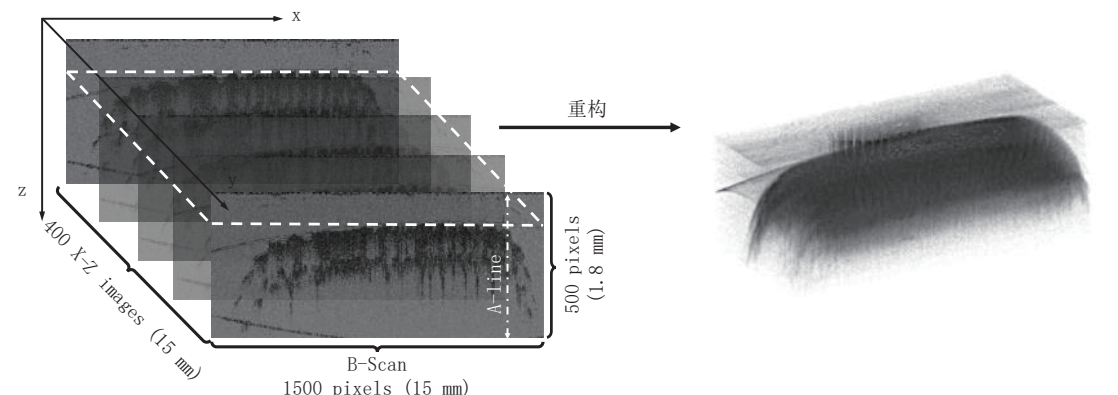 x
重构
y
z
A-line
500 pixels
(1.8 mm)
400 X-Z images (15 mm)
B-Scan
1500 pixels (15 mm)